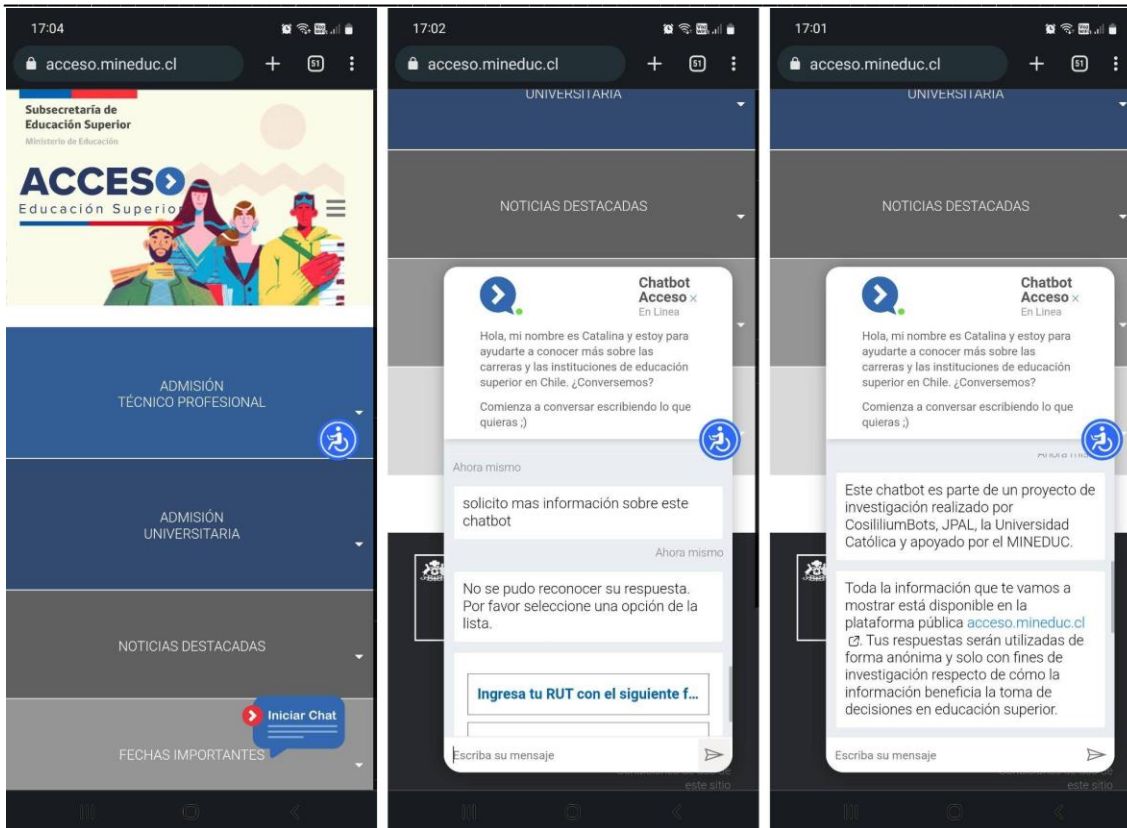 17:04
acceso.mineduc.cl
51
Subsecretaría de
Educación Superior
Ministerio de Educación
ACCESO
Educación Superior
ADMISIÓN
TÉCNICO PROFESIONAL
ADMISIÓN
UNIVERSITARIA
NOTICIAS DESTACADAS
Iniciar Chat
FECHAS IMPORTANTES
17:02
acceso.mineduc.cl
51
UNIVERSITARIA
NOTICIAS DESTACADAS
Chatbot
Acceso ×
En Linea
Hola, mi nombre es Catalina y estoy para
ayudarte a conocer más sobre las
carreras y las instituciones de educación
superior en Chile. ¿Conversemos?
Comienza a conversar escribiendo lo que
quieras ;)
Ahora mismo
solicito mas información sobre este
chatbot
Ahora mismo
No se pudo reconocer su respuesta.
Por favor seleccione una opción de la
lista.
Ingresa tu RUT con el siguiente f...
Escriba su mensaje
este sitio
17:01
acceso.mineduc.cl
51
UNIVERSITARIA
NOTICIAS DESTACADAS
Chatbot
Acceso ×
En Linea
Hola, mi nombre es Catalina y estoy para
ayudarte a conocer más sobre las
carreras y las instituciones de educación
superior en Chile. ¿Conversemos?
Comienza a conversar escribiendo lo que
quieras ;)
Ahora
Este chatbot es parte de un proyecto de
investigación realizado por
CosililiumBots, JPAL, la Universidad
Católica y apoyado por el MINEDUC.
Toda la información que te vamos a
mostrar está disponible en la
plataforma pública acceso.mineduc.cl
. Tus respuestas serán utilizadas de
forma anónima y solo con fines de
investigación respecto de cómo la
información beneficia la toma de
decisiones en educación superior.
Escriba su mensaje
este sitio